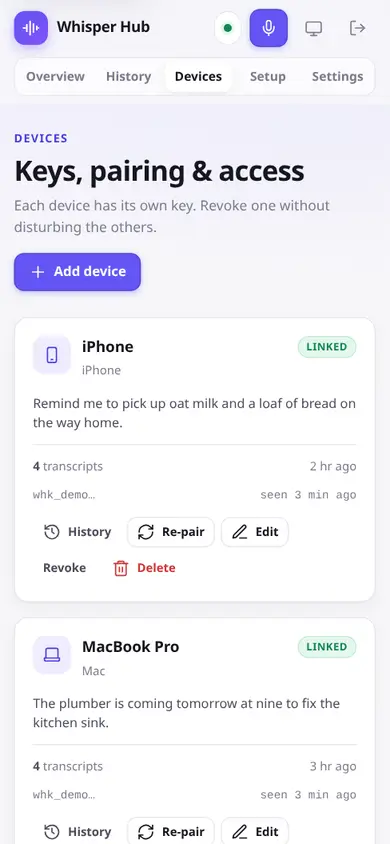 Whisper Hub
Overview History Devices Setup Settings
DEVICES
Keys, pairing & access
Each device has its own key. Revoke one without
disturbing the others.
Add device
iPhone LINKED
iPhone
Remind me to pick up oat milk and a loaf of bread on
the way home.
4 transcripts 2 hr ago
whk_demo… seen 3 min ago
History Re-pair Edit
Revoke Delete
MacBook Pro LINKED
Mac
The plumber is coming tomorrow at nine to fix the
kitchen sink.
4 transcripts 3 hr ago
whk_demo… seen 3 min ago
History Re-pair Edit